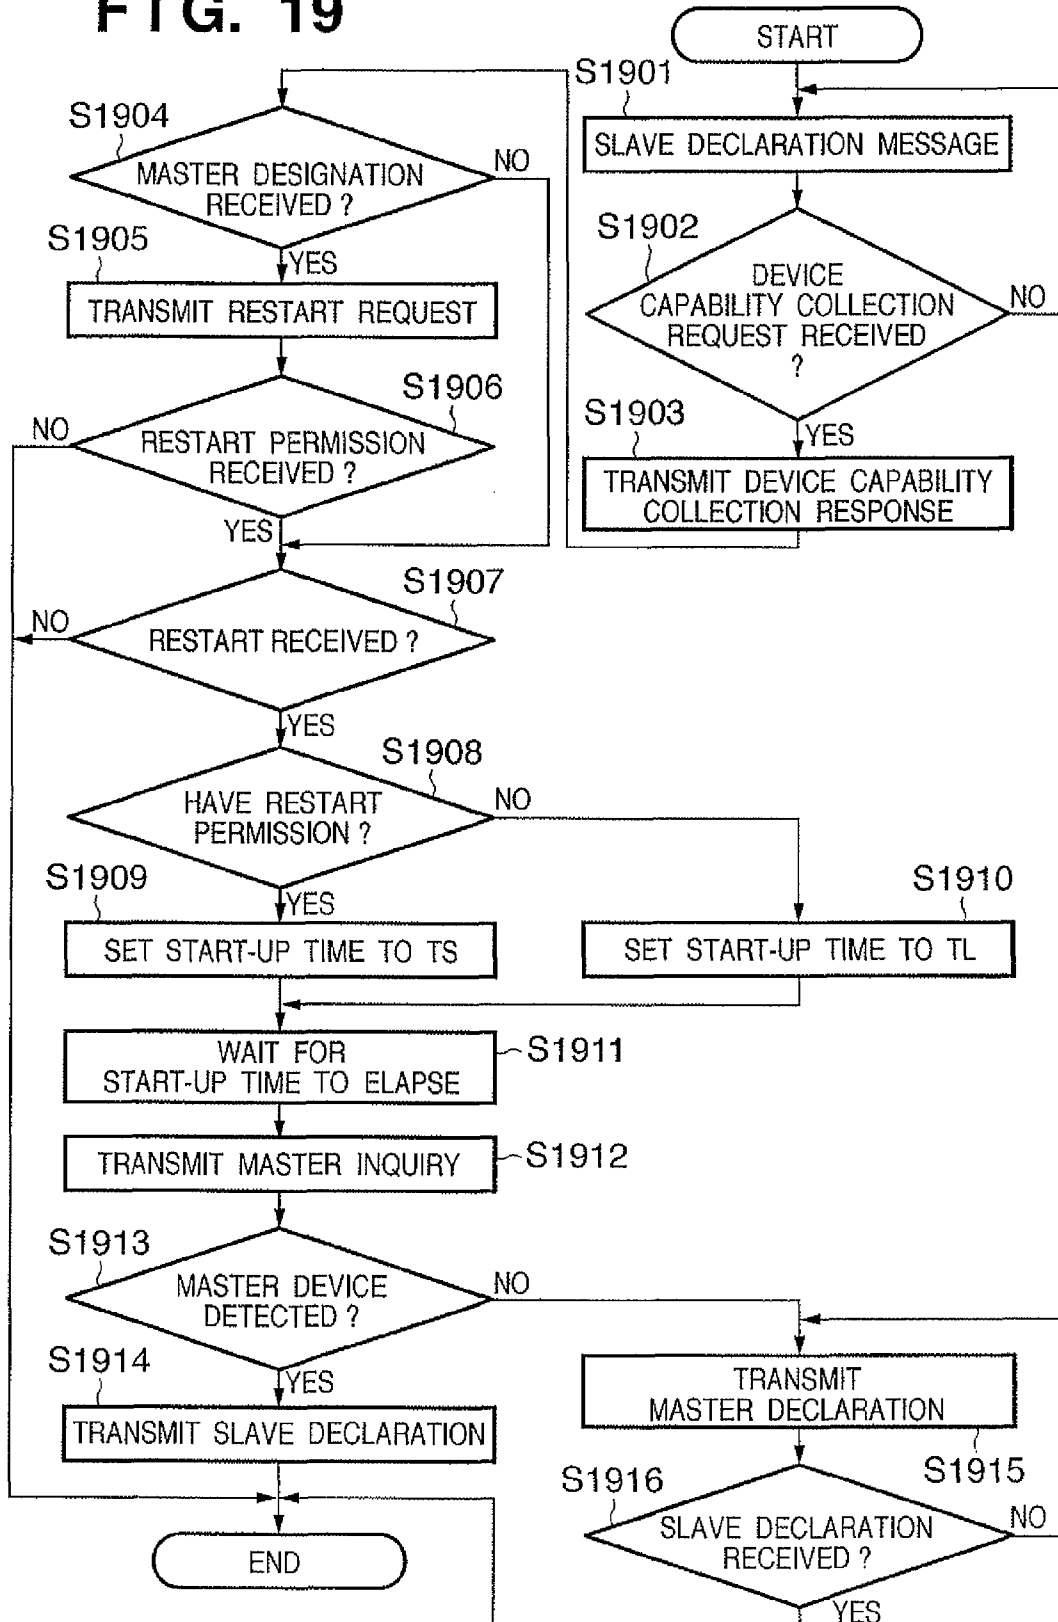 FIG. 19
START
S1901
SLAVE DECLARATION MESSAGE
S1902
DEVICE
CAPABILITY COLLECTION
REQUEST RECEIVED
?
NO
YES
S1903
TRANSMIT DEVICE CAPABILITY
COLLECTION RESPONSE
S1904
MASTER DESIGNATION
RECEIVED ?
NO
YES
S1905
TRANSMIT RESTART REQUEST
S1906
RESTART PERMISSION
RECEIVED ?
NO
YES
S1907
RESTART RECEIVED ?
NO
YES
S1908
HAVE RESTART
PERMISSION ?
NO
YES
S1909
SET START-UP TIME TO TS
S1910
SET START-UP TIME TO TL
WAIT FOR
START-UP TIME TO ELAPSE
S1911
TRANSMIT MASTER INQUIRY
S1912
S1913
MASTER DEVICE
DETECTED ?
NO
YES
S1914
TRANSMIT SLAVE DECLARATION
TRANSMIT
MASTER DECLARATION
S1915
S1916
SLAVE DECLARATION
RECEIVED ?
NO
YES
END